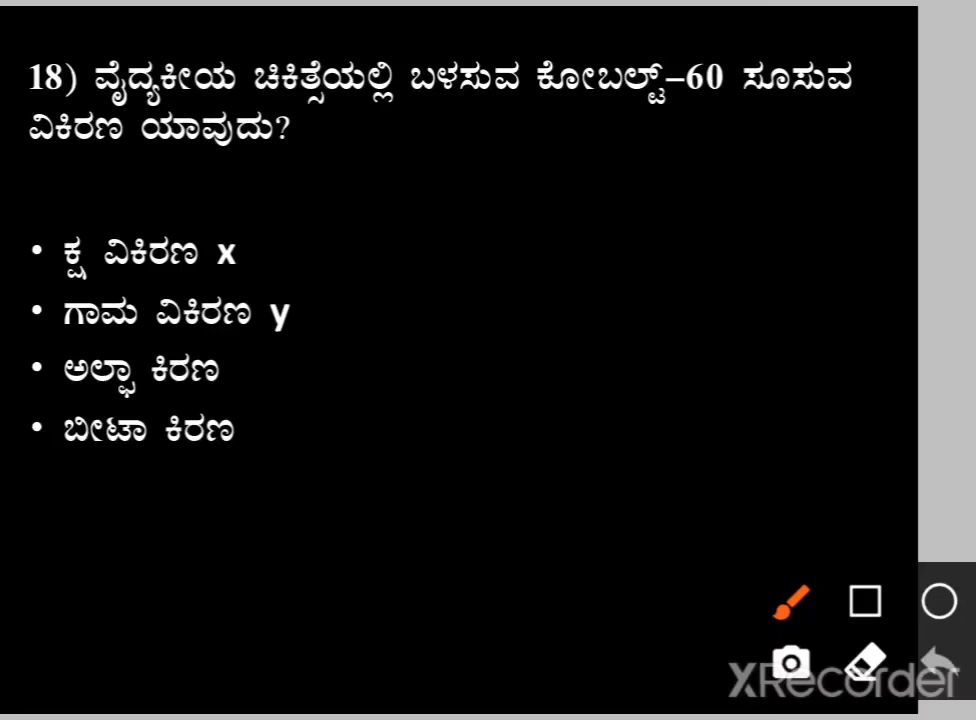 18) ವೈದ್ಯಕೀಯ ಚಿಕಿತ್ಸೆಯಲ್ಲಿ ಬಳಸುವ ಕೋಬಲ್ಟ್–60 ಸೂಸುವ
ವಿಕಿರಣ ಯಾವುದು?
• ಕ್ಷ ವಿಕಿರಣ x
• ಗಾಮ ವಿಕಿರಣ y
• ಅಲ್ಫಾ ಕಿರಣ
• ಬೀಟಾ ಕಿರಣ
XRecorder